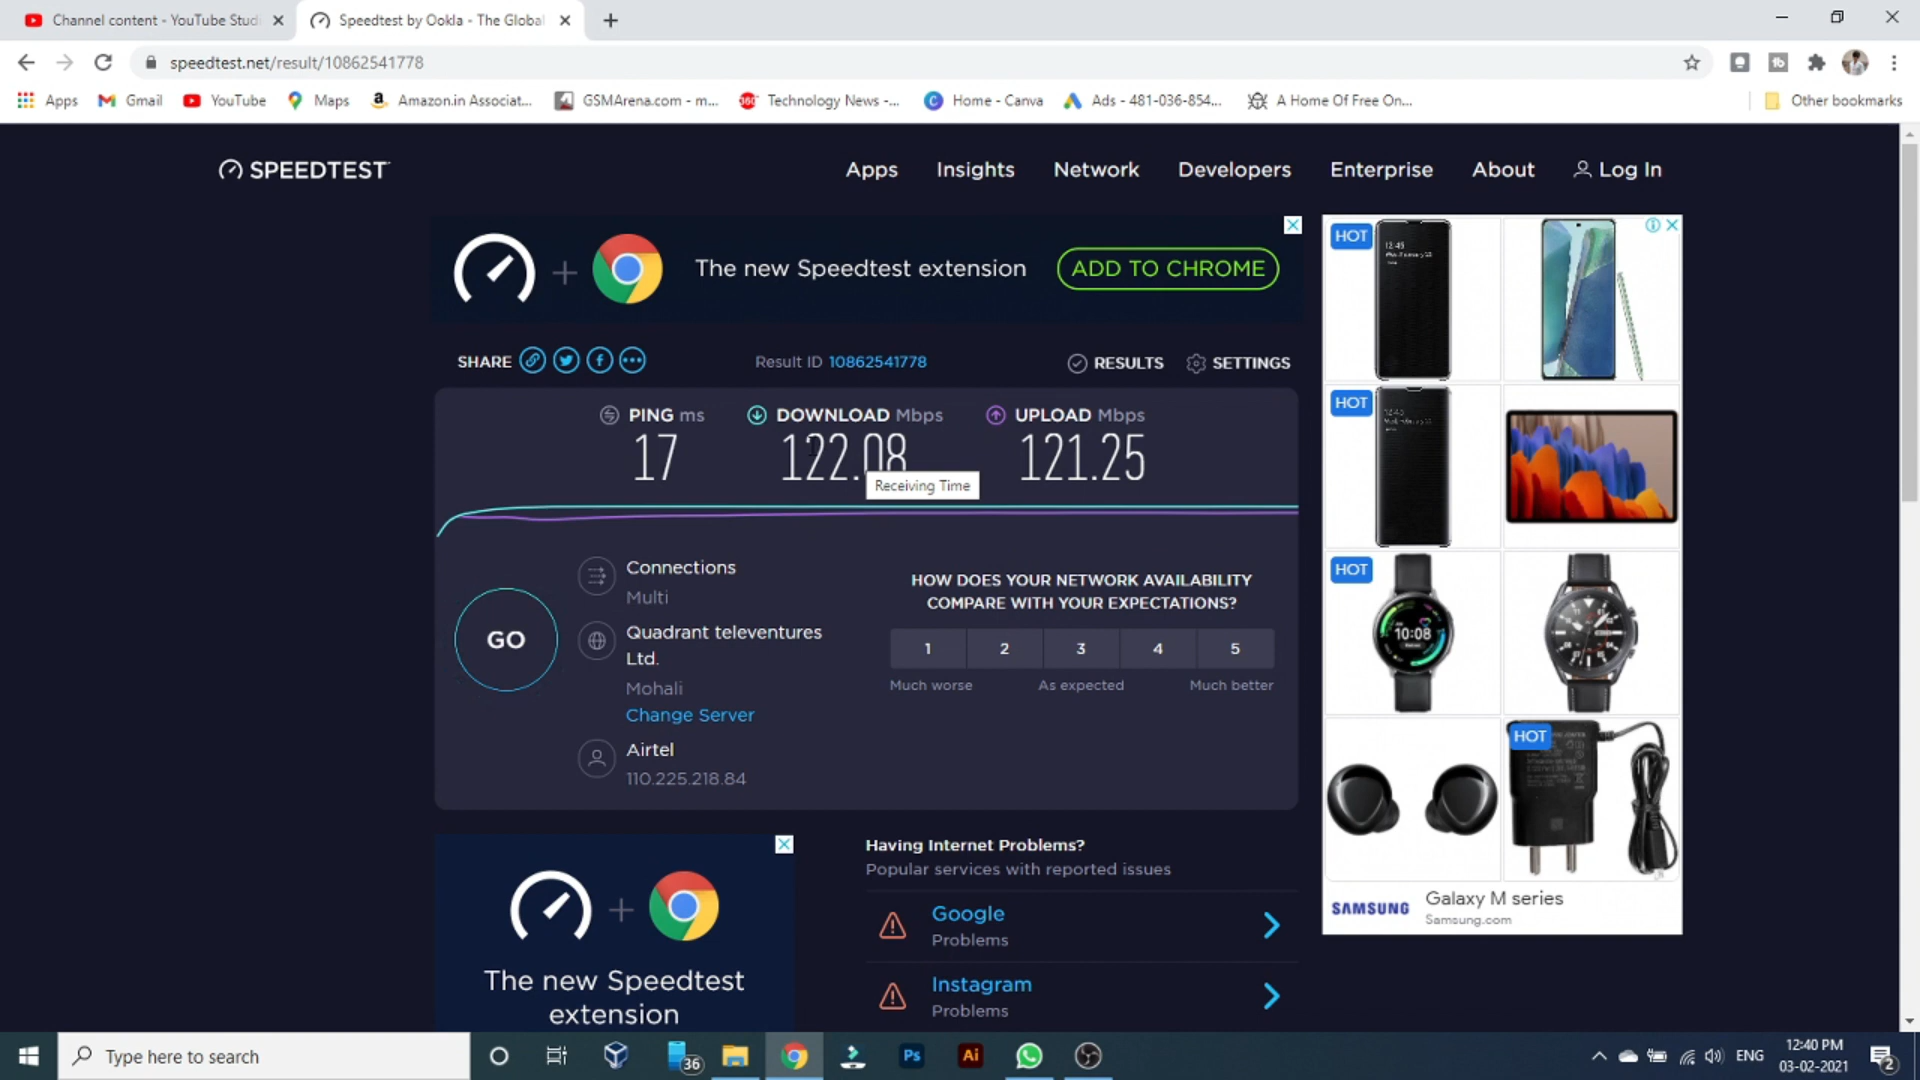 Channel content - YouTube Stud
Speedtest by Ookla - The Global
speedtest.net/result/10862541778
Apps
Gmail
YouTube
Maps
Amazon.in Associat...
GSMArena.com - m...
Technology News -...
Home - Canva
Ads - 481-036-854...
A Home Of Free On...
Other bookmarks
SPEEDTEST
Apps
Insights
Network
Developers
Enterprise
About
Log In
The new Speedtest extension
ADD TO CHROME
SHARE
Result ID 10862541778
RESULTS
SETTINGS
PING ms
17
DOWNLOAD Mbps
122.08
UPLOAD Mbps
121.25
Receiving Time
GO
Connections
Multi
Quadrant televentures
Ltd.
Mohali
Change Server
Airtel
110.225.218.84
HOW DOES YOUR NETWORK AVAILABILITY
COMPARE WITH YOUR EXPECTATIONS?
1 2 3 4 5
Much worse As expected Much better
HOT
HOT
HOT
10:08
HOT
SAMSUNG
Galaxy M series
Samsung.com
The new Speedtest
extension
Having Internet Problems?
Popular services with reported issues
Google
Problems
Instagram
Problems
Type here to search
36
Ps
Ai
ENG
12:40 PM
03-02-2021
2